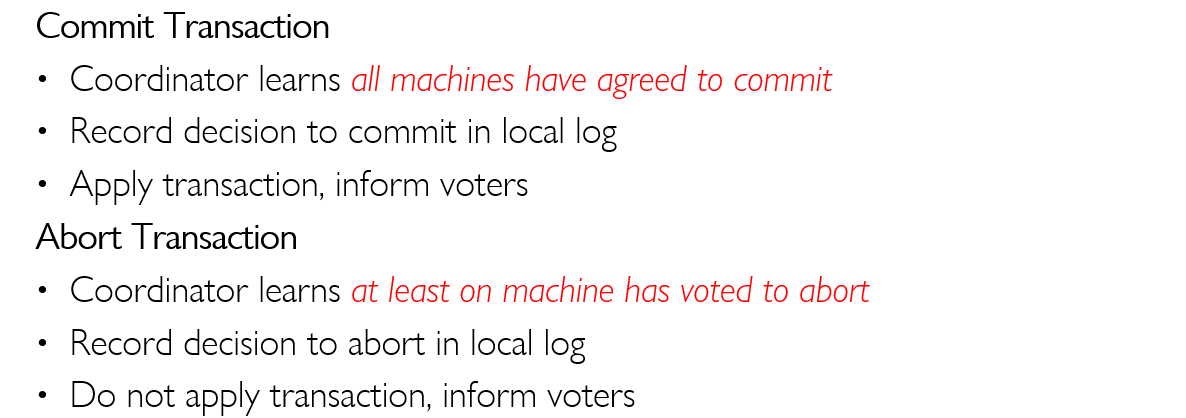 Commit Transaction
• Coordinator learns all machines have agreed to commit
• Record decision to commit in local log
• Apply transaction, inform voters
Abort Transaction
• Coordinator learns at least on machine has voted to abort
• Record decision to abort in local log
• Do not apply transaction, inform voters